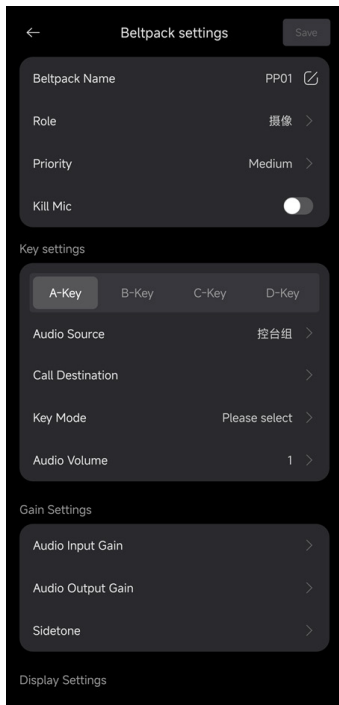 Beltpack settings
Save
Beltpack Name PP01
Role 摄像
Priority Medium
Kill Mic
Key settings
A-Key B-Key C-Key D-Key
Audio Source 控台组
Call Destination
Key Mode Please select
Audio Volume 1
Gain Settings
Audio Input Gain
Audio Output Gain
Sidetone
Display Settings